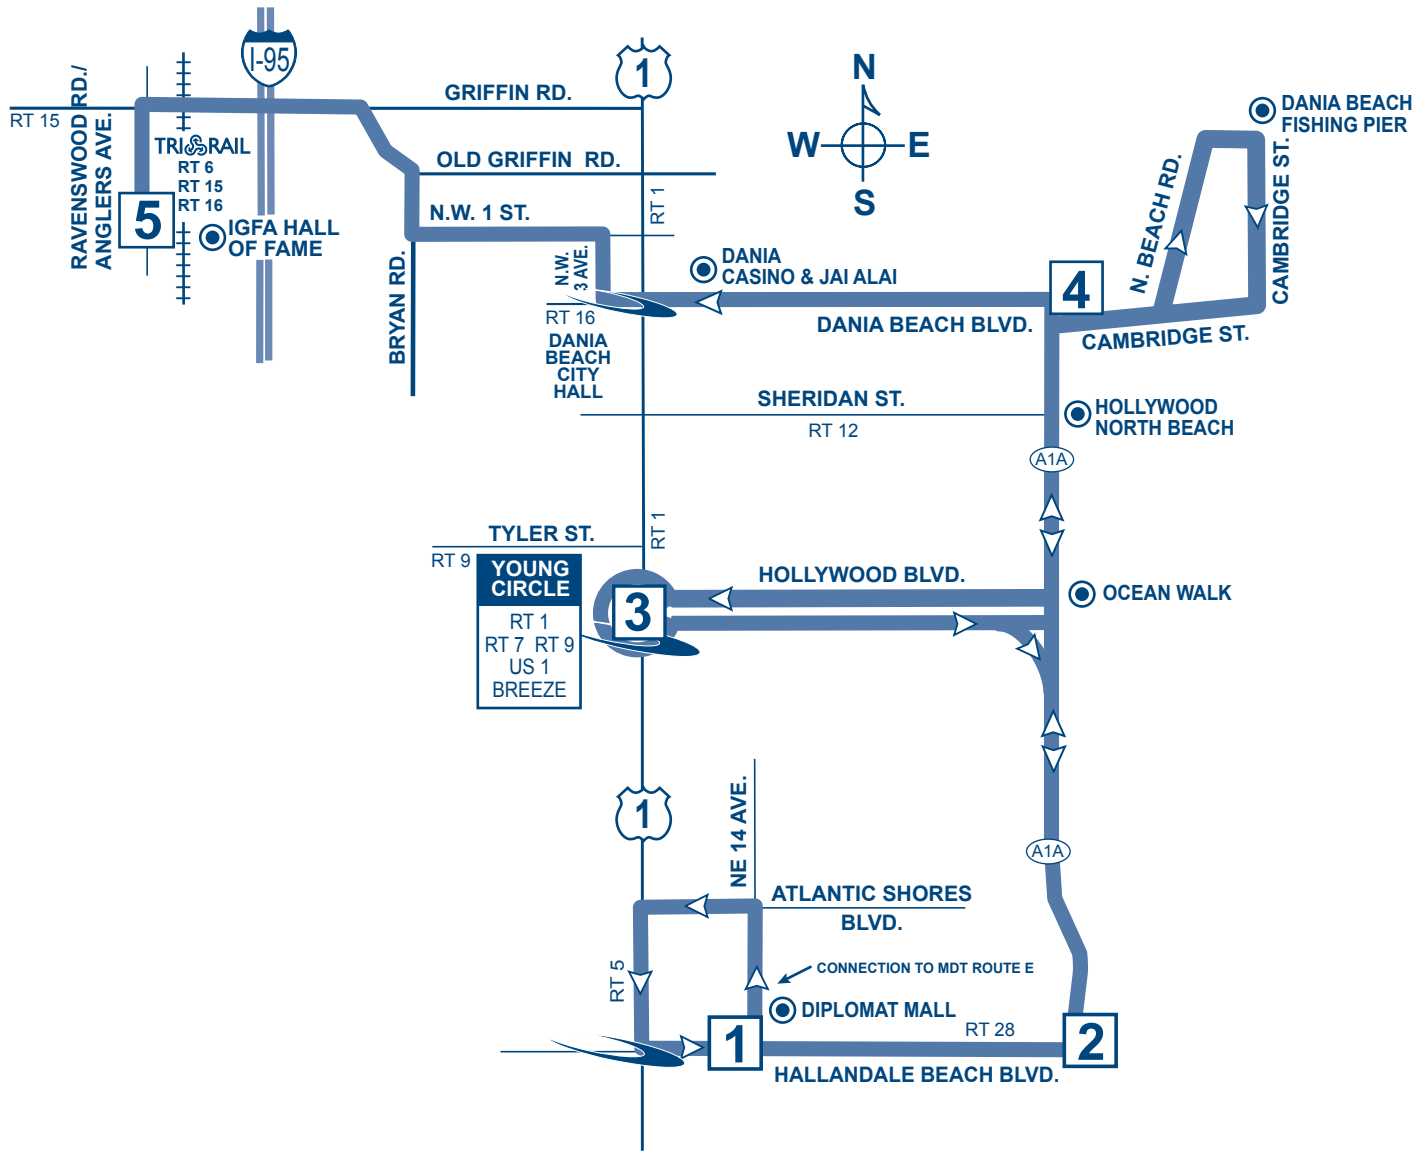 I-95
1
N
W E
S
DANIA BEACH
FISHING PIER
GRIFFIN RD.
RT 15
RAVENSWOOD RD./
ANGLERS AVE.
TRI RAIL
RT 6
RT 15
RT 16
OLD GRIFFIN RD.
5
IGFA HALL
OF FAME
N.W. 1 ST.
RT 1
BRYAN RD.
N.W.
3 AVE.
DANIA
CASINO & JAI ALAI
4
N. BEACH RD.
CAMBRIDGE ST.
RT 16
DANIA
BEACH
CITY
HALL
DANIA BEACH BLVD.
CAMBRIDGE ST.
SHERIDAN ST.
RT 12
HOLLYWOOD
NORTH BEACH
A1A
TYLER ST.
RT 9
RT 1
YOUNG
CIRCLE
RT 1
RT 7 RT 9
US 1
BREEZE
3
HOLLYWOOD BLVD.
OCEAN WALK
1
NE 14 AVE.
A1A
ATLANTIC SHORES
BLVD.
RT 5
CONNECTION TO MDT ROUTE E
DIPLOMAT MALL
1
RT 28
2
HALLANDALE BEACH BLVD.